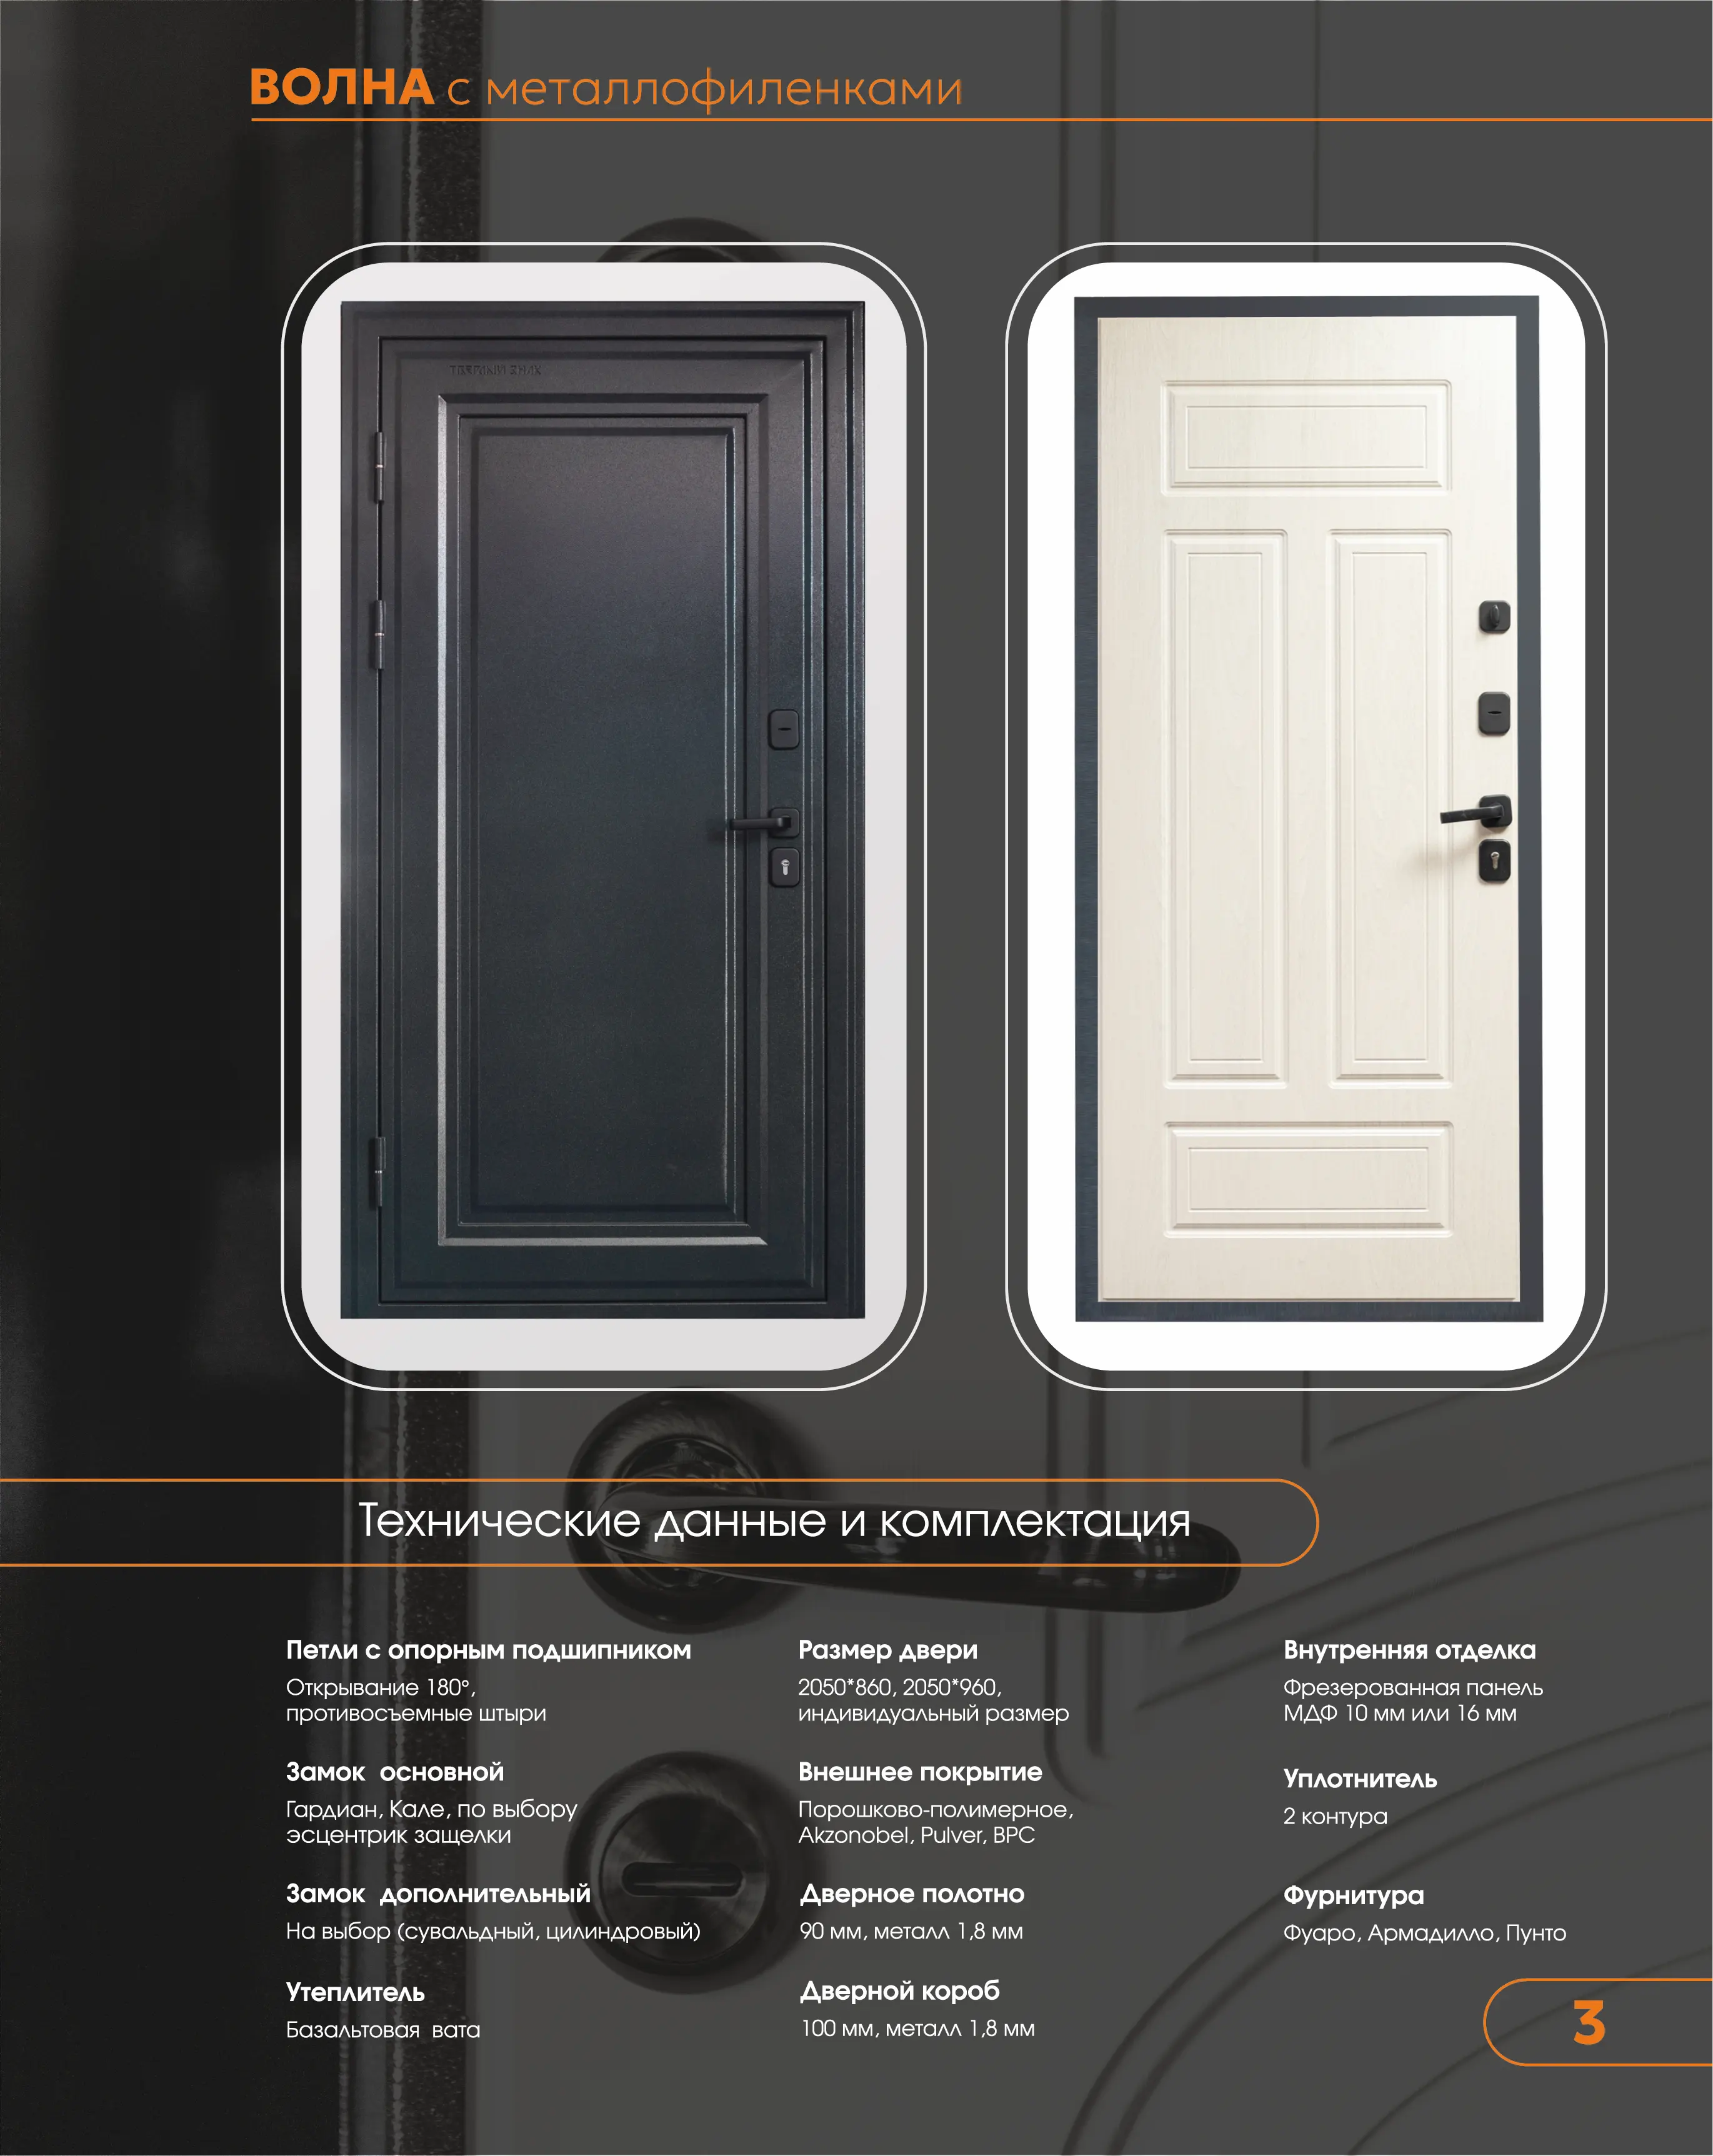 ВОЛНА с металлофиленками
Технические данные и комплектация
Петли с опорным подшипником
Открывание 180°,
противосъемные штыри
Замок основной
Гардиан, Кале, по выбору
эсцентрик защелки
Замок дополнительный
На выбор (сувальдный, цилиндровый)
Утеплитель
Базальтовая вата
Размер двери
2050*860, 2050*960,
индивидуальный размер
Внешнее покрытие
Порошково-полимерное,
Akzonobel, Pulver, ВРС
Дверное полотно
90 мм, металл 1,8 мм
Дверной короб
100 мм, металл 1,8 мм
Внутренняя отделка
Фрезерованная панель
МДФ 10 мм или 16 мм
Уплотнитель
2 контура
Фурнитура
Фуаро, Армадилло, Пунто
3